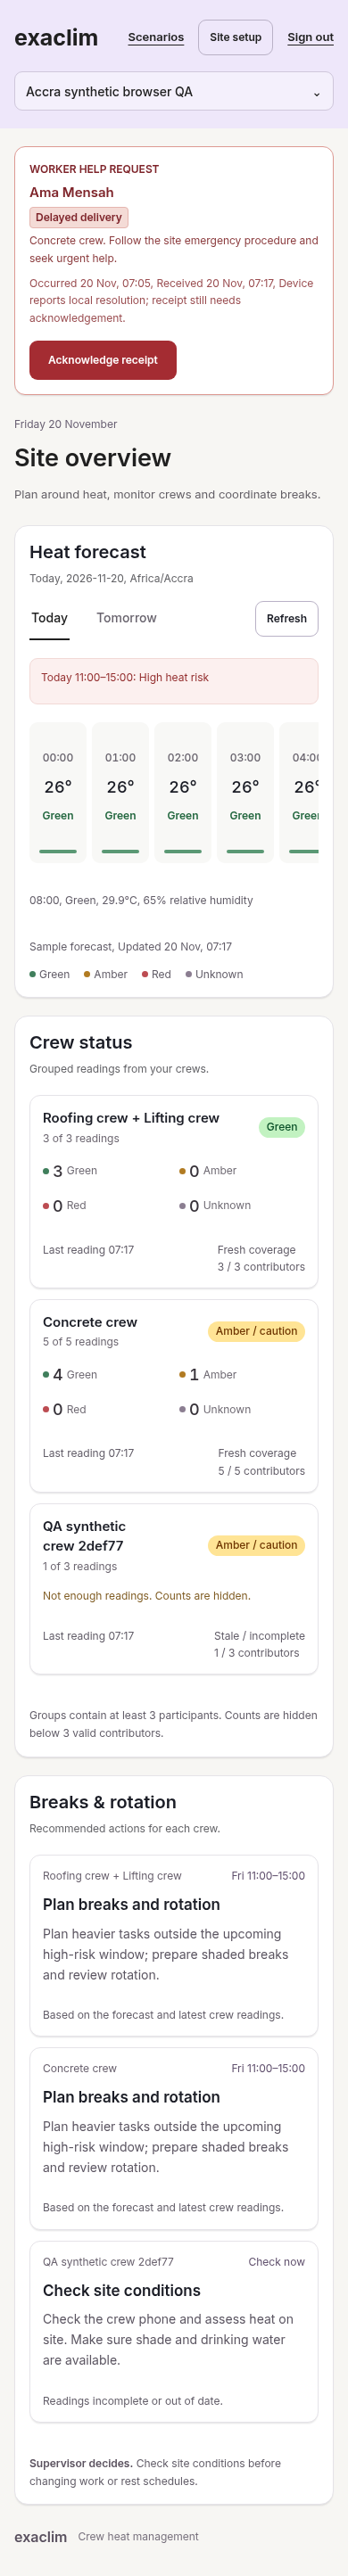 exaclim
Scenarios
Site setup
Sign out
Accra synthetic browser QA
WORKER HELP REQUEST
Ama Mensah
Delayed delivery
Concrete crew. Follow the site emergency procedure and
seek urgent help.
Occurred 20 Nov, 07:05, Received 20 Nov, 07:17, Device
reports local resolution; receipt still needs
acknowledgement.
Acknowledge receipt
Friday 20 November
Site overview
Plan around heat, monitor crews and coordinate breaks.
Heat forecast
Today, 2026-11-20, Africa/Accra
Today
Tomorrow
Refresh
Today 11:00–15:00: High heat risk
00:00 01:00 02:00 03:00 04:00
26° 26° 26° 26° 26°
Green Green Green Green Green
08:00, Green, 29.9°C, 65% relative humidity
Sample forecast, Updated 20 Nov, 07:17
Green Amber Red Unknown
Crew status
Grouped readings from your crews.
Roofing crew + Lifting crew
Green
3 of 3 readings
3 Green 0 Amber
0 Red 0 Unknown
Last reading 07:17
Fresh coverage
3 / 3 contributors
Concrete crew
Amber / caution
5 of 5 readings
4 Green 1 Amber
0 Red 0 Unknown
Last reading 07:17
Fresh coverage
5 / 5 contributors
QA synthetic
crew 2def77
Amber / caution
1 of 3 readings
Not enough readings. Counts are hidden.
Last reading 07:17
Stale / incomplete
1 / 3 contributors
Groups contain at least 3 participants. Counts are hidden
below 3 valid contributors.
Breaks & rotation
Recommended actions for each crew.
Roofing crew + Lifting crew
Fri 11:00–15:00
Plan breaks and rotation
Plan heavier tasks outside the upcoming
high-risk window; prepare shaded breaks
and review rotation.
Based on the forecast and latest crew readings.
Concrete crew
Fri 11:00–15:00
Plan breaks and rotation
Plan heavier tasks outside the upcoming
high-risk window; prepare shaded breaks
and review rotation.
Based on the forecast and latest crew readings.
QA synthetic crew 2def77
Check now
Check site conditions
Check the crew phone and assess heat on
site. Make sure shade and drinking water
are available.
Readings incomplete or out of date.
Supervisor decides. Check site conditions before
changing work or rest schedules.
exaclim
Crew heat management